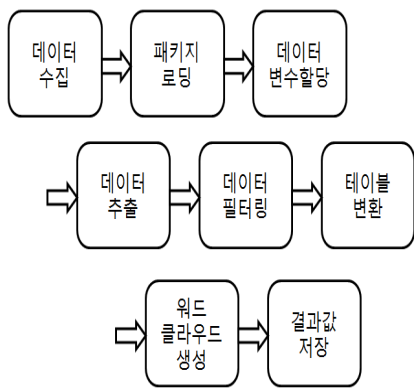 데이터
수집
패키지
로딩
데이터
변수할당
데이터
추출
데이터
필터링
테이블
변환
워드
클라우드
생성
결과값
저장